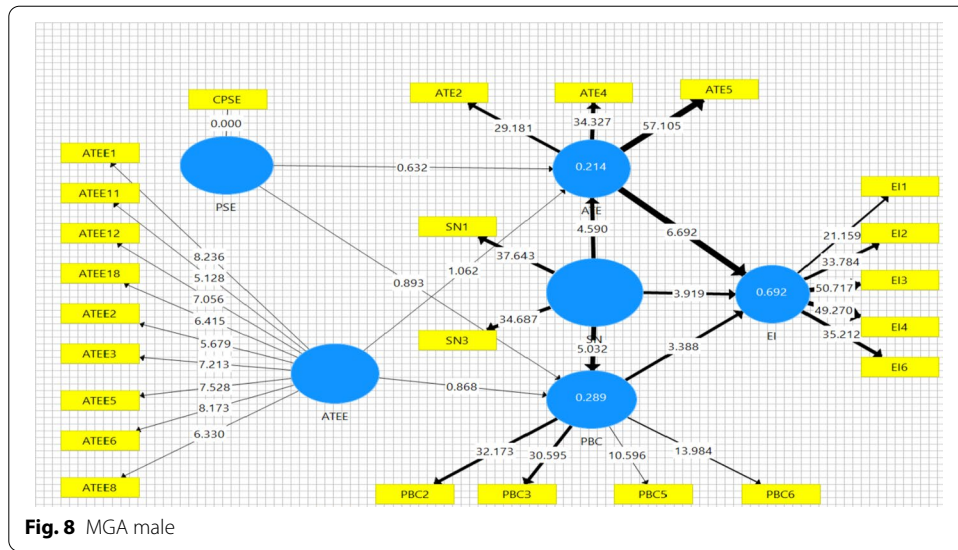 CPSE
0.000
PSE
ATE2
ATE4
ATE5
29.181
34.327
57.105
0.214
ATE
0.632
ATEE1
ATEE11
ATEE12
ATEE18
ATEE2
ATEE3
ATEE5
ATEE6
ATEE8
8.236
5.128
7.056
6.415
5.679
7.213
7.528
8.173
6.330
ATEE
1.062
0.893
0.868
SN1
37.643
SN3
34.687
SN
4.590
3.919
5.032
6.692
3.388
0.692
EI
EI1
EI2
EI3
EI4
EI6
21.159
33.784
50.717
49.270
35.212
0.289
PBC
32.173
30.595
10.596
13.984
PBC2
PBC3
PBC5
PBC6
Fig. 8 MGA male